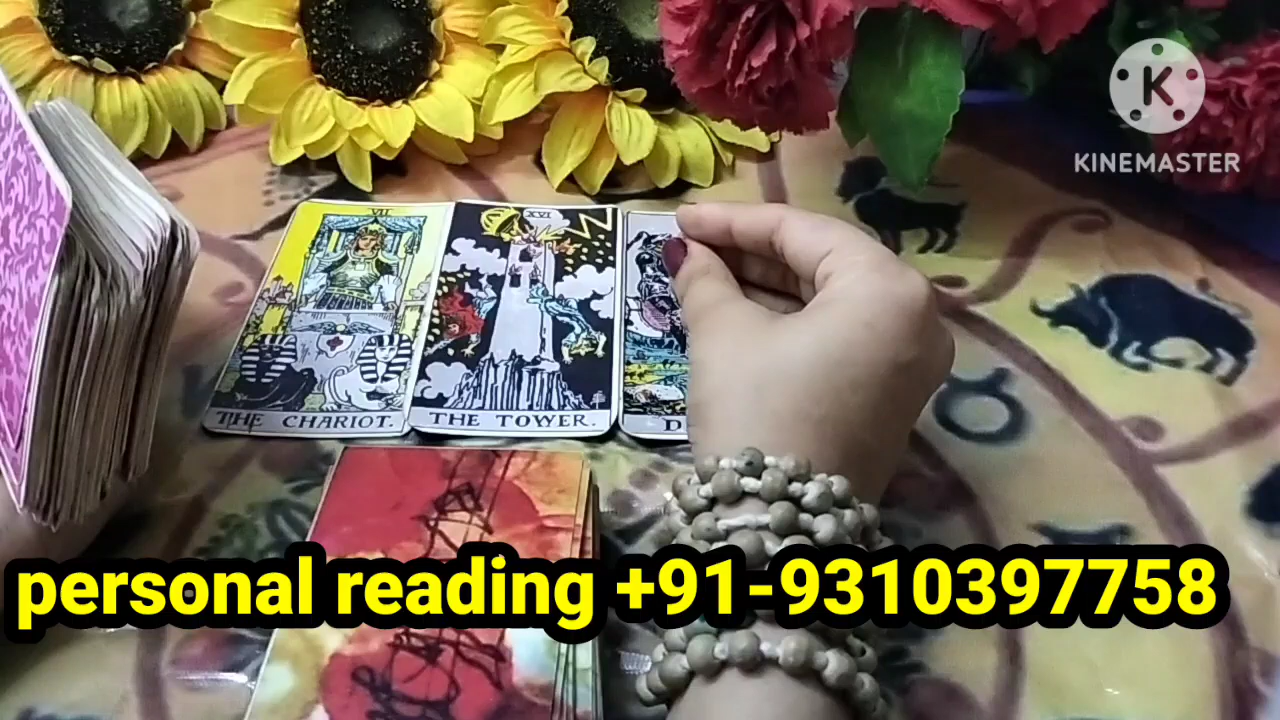 KINEMASTER
VII
XVI
THE CHARIOT.
THE TOWER.
personal reading +91-9310397758